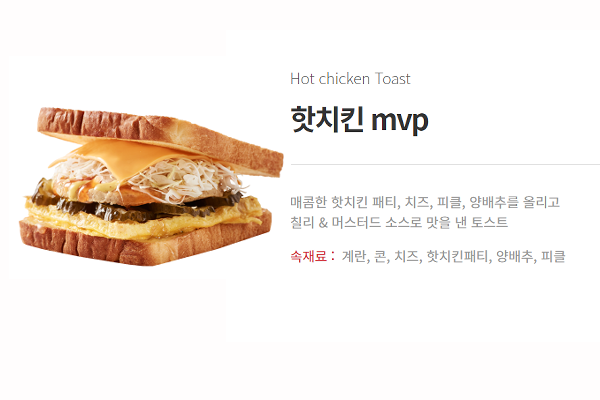 Hot chicken Toast
핫치킨 mvp
매콤한 핫치킨 패티, 치즈, 피클, 양배추를 올리고
칠리 & 머스터드 소스로 맛을 낸 토스트
속재료 : 계란, 콘, 치즈, 핫치킨패티, 양배추, 피클